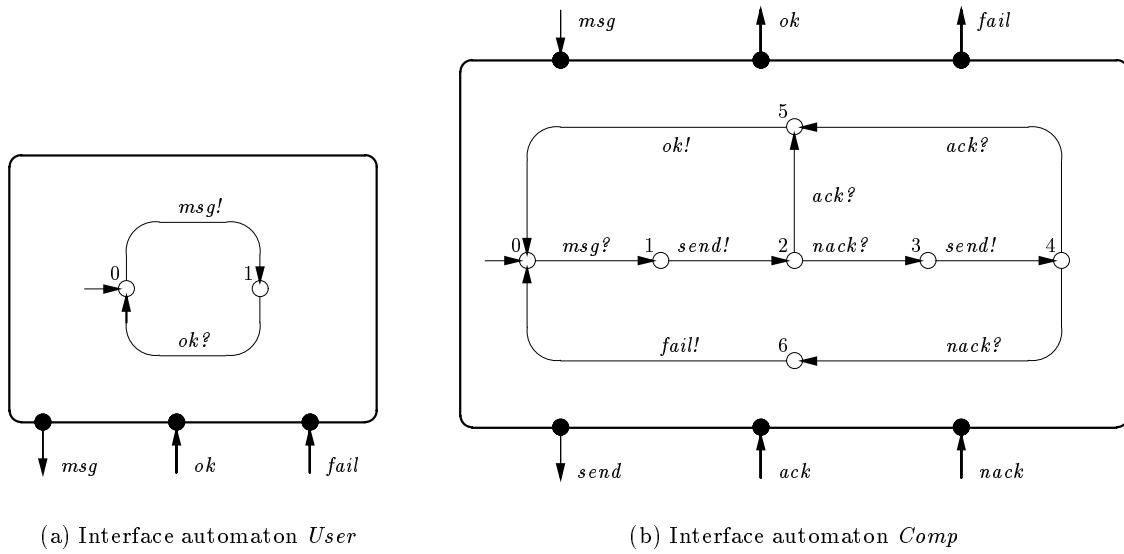 msg ok fail
5
ok! ack?
msg! ack?
0 msg? 1 send! 2 nack? 3 send! 4
0 1
ok? fail! 6 nack?
msg ok fail send ack nack
(a) Interface automaton User (b) Interface automaton Comp